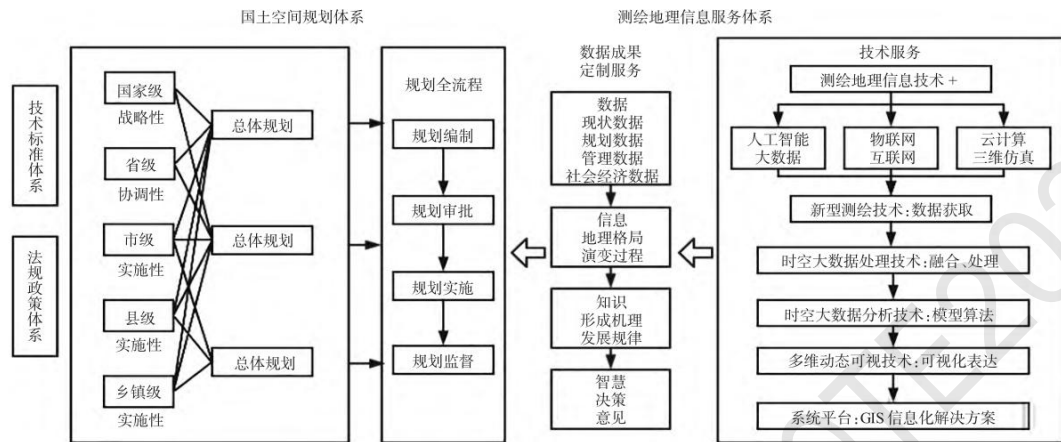 国土空间规划体系
测绘地理信息服务体系
技术标准体系
法规政策体系
国家级
战略性
省级
协调性
市级
实施性
县级
实施性
乡镇级
实施性
总体规划
总体规划
总体规划
规划全流程
规划编制
规划审批
规划实施
规划监督
数据成果
定制服务
数据
现状数据
规划数据
管理数据
社会经济数据
信息
地理格局
演变过程
知识
形成机理
发展规律
智慧
决策
意见
技术服务
测绘地理信息技术+
人工智能
大数据
物联网
互联网
云计算
三维仿真
新型测绘技术:数据获取
时空大数据处理技术:融合、处理
时空大数据分析技术:模型算法
多维动态可视技术:可视化表达
系统平台:GIS信息化解决方案